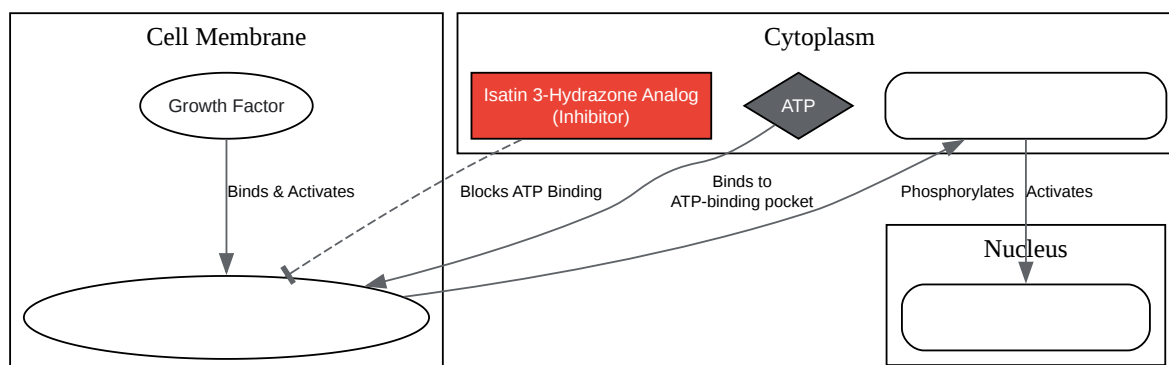 Cell Membrane
Growth Factor
Binds & Activates
Cytoplasm
Isatin 3-Hydrazone Analog
(Inhibitor)
ATP
Blocks ATP Binding
Binds to
ATP-binding pocket
Phosphorylates
Activates
Nucleus